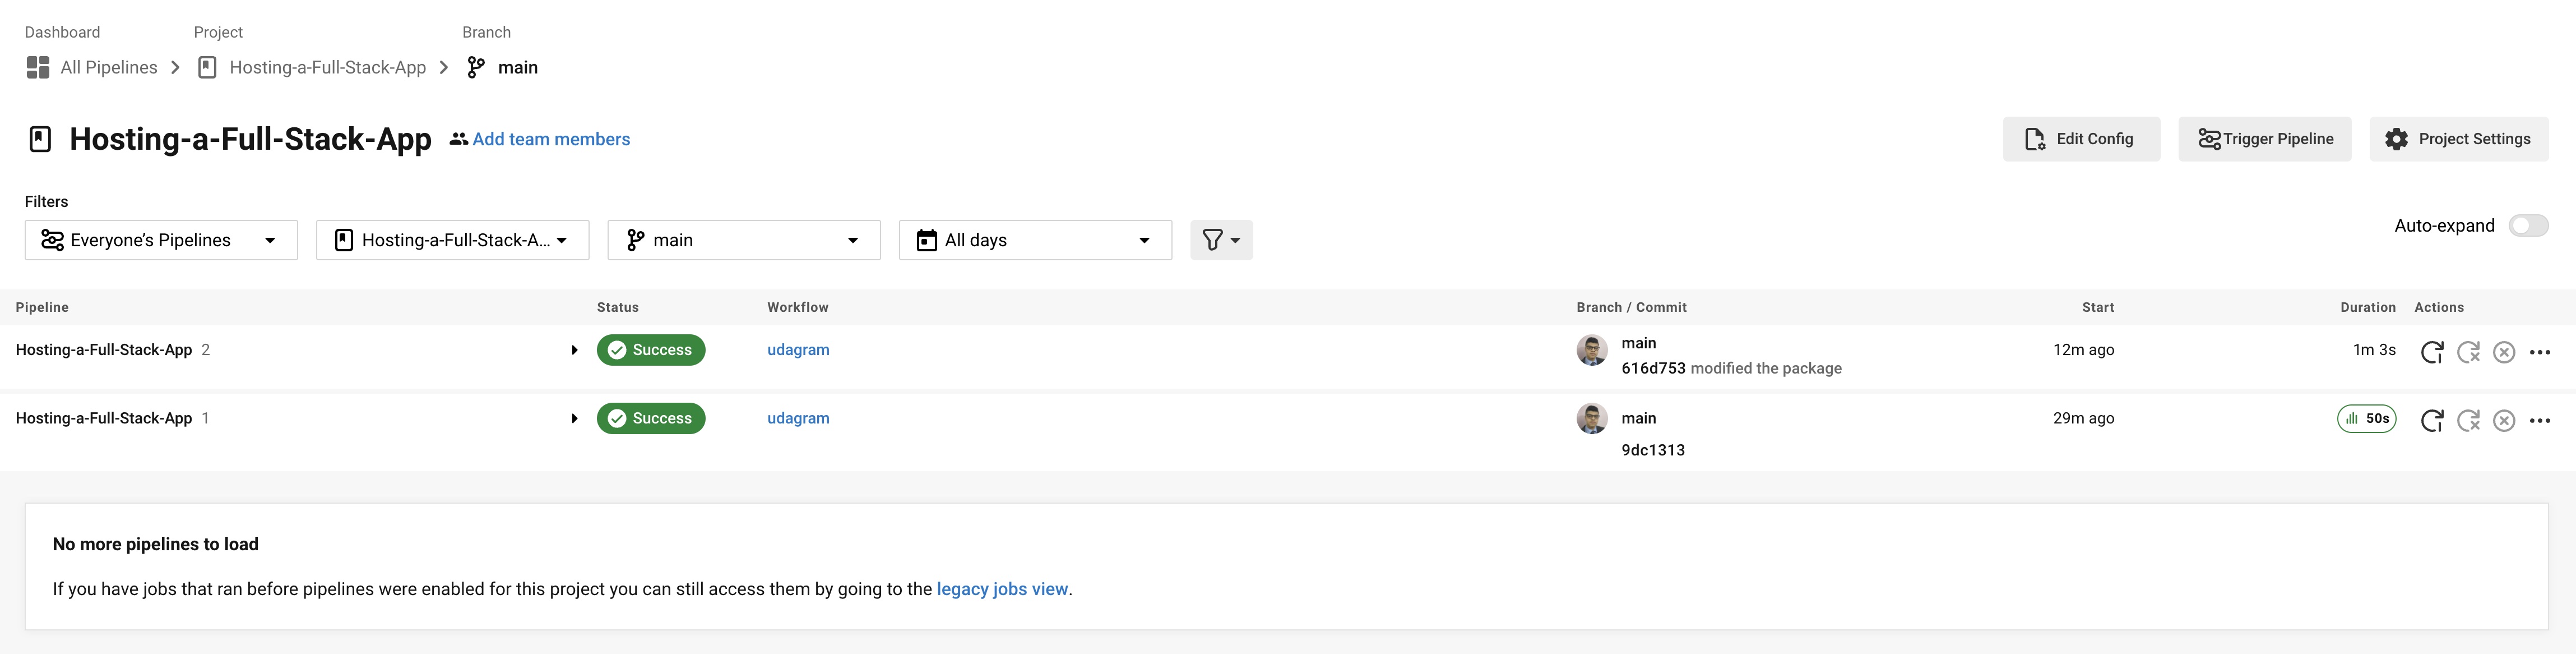 Dashboard Project Branch
All Pipelines Hosting-a-Full-Stack-App main
Hosting-a-Full-Stack-App Add team members Edit Config Trigger Pipeline Project Settings
Filters
Everyone’s Pipelines Hosting-a-Full-Stack-A... main All days Auto-expand
Pipeline Status Workflow Branch / Commit Start Duration Actions
Hosting-a-Full-Stack-App 2 Success udagram main 12m ago 1m 3s
616d753 modified the package
Hosting-a-Full-Stack-App 1 Success udagram main 29m ago 50s
9dc1313
No more pipelines to load
If you have jobs that ran before pipelines were enabled for this project you can still access them by going to the legacy jobs view.